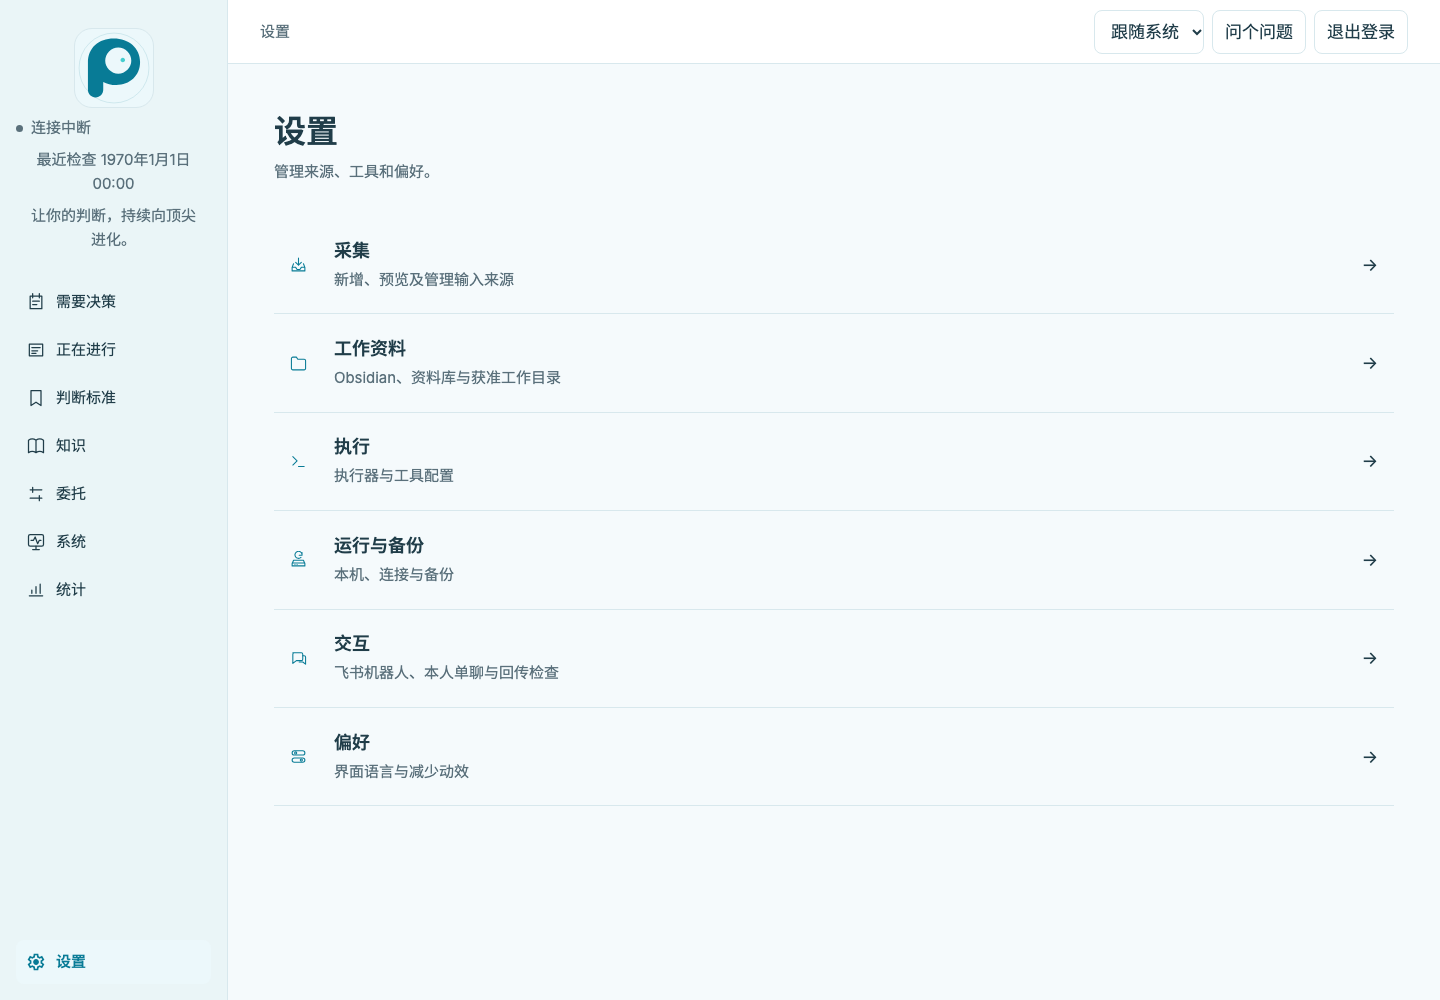 连接中断
最近检查 1970年1月1日
00:00
让你的判断，持续向顶尖
进化。
需要决策
正在进行
判断标准
知识
委托
系统
统计
设置
设置
跟随系统
问个问题
退出登录
设置
管理来源、工具和偏好。
采集
新增、预览及管理输入来源
工作资料
Obsidian、资料库与获准工作目录
执行
执行器与工具配置
运行与备份
本机、连接与备份
交互
飞书机器人、本人单聊与回传检查
偏好
界面语言与减少动效